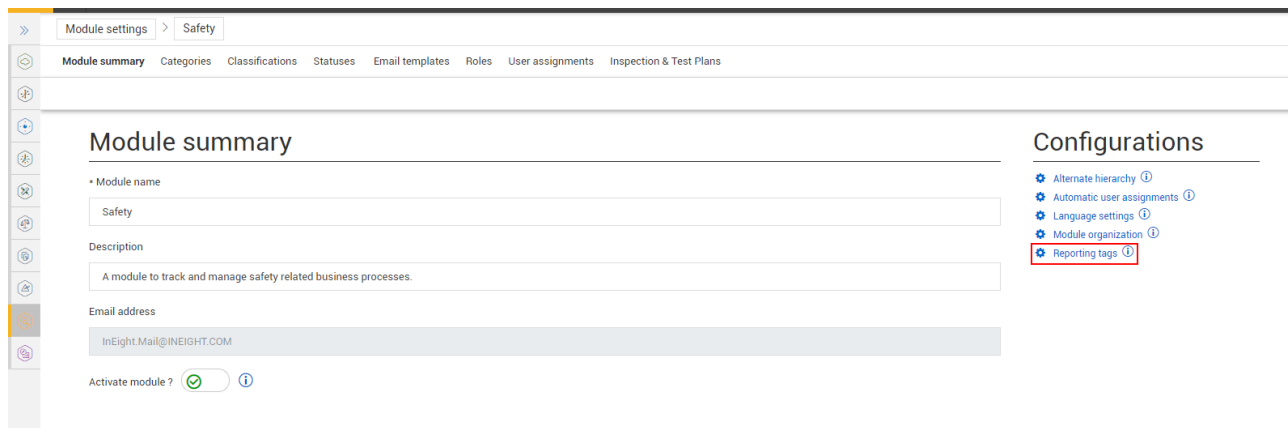 Module settings > Safety
Module summary Categories Classifications Statuses Email templates Roles User assignments Inspection & Test Plans
Module summary
• Module name
Safety
Description
A module to track and manage safety related business processes.
Email address
InEight.Mail@INEIGHT.COM
Activate module ?
Configurations
Alternate hierarchy
Automatic user assignments
Language settings
Module organization
Reporting tags